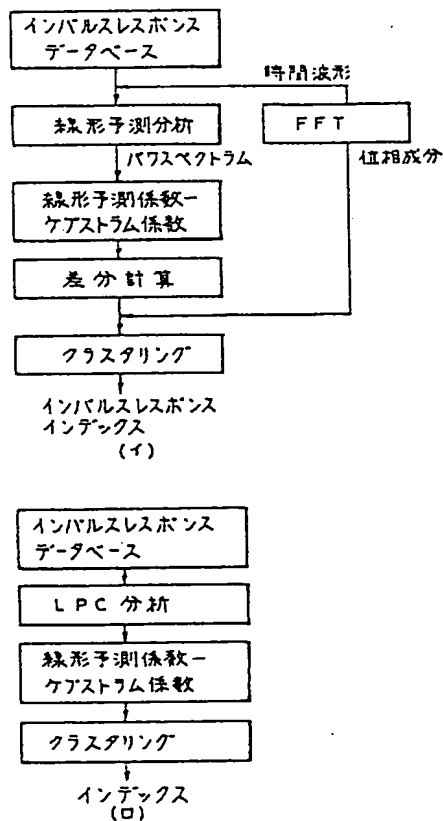 インパルスレスポンス
データベース
時間波形
線形予測分析
FFT
パワスペクトラム
位相成分
線形予測係数−
ケプストラム係数
差分計算
クラスタリング
インパルスレスポンス
インデックス
(イ)
インパルスレスポンス
データベース
LPC分析
線形予測係数−
ケプストラム係数
クラスタリング
インデックス
(ロ)